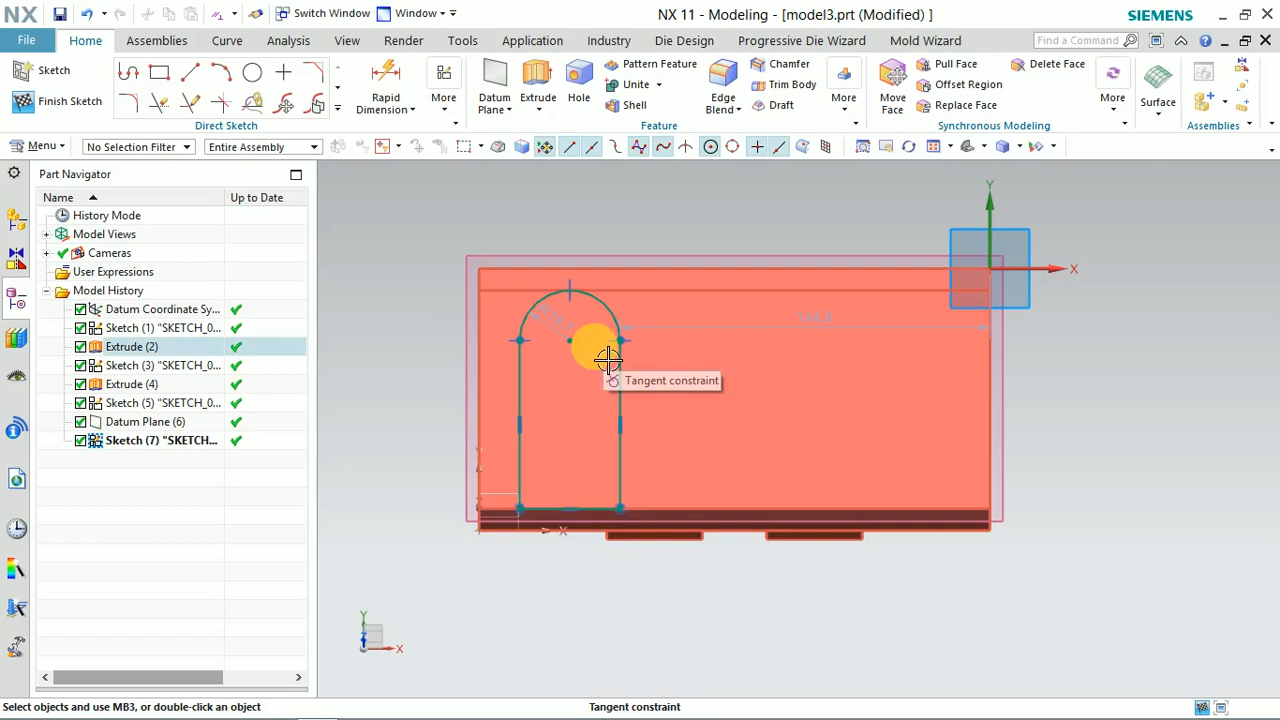 NX Switch Window Window NX 11 - Modeling - [model3.prt (Modified) ] SIEMENS
File Home Assemblies Curve Analysis View Render Tools Application Industry Die Design Progressive Die Wizard Mold Wizard Find a Command
Sketch
Finish Sketch
Direct Sketch
Rapid Dimension
More
Datum Plane
Extrude
Hole
Pattern Feature
Unite
Shell
Edge Blend
Chamfer
Trim Body
Draft
More
Feature
Move Face
Pull Face
Offset Region
Replace Face
Delete Face
More
Synchronous Modeling
Surface
Assemblies
Menu No Selection Filter Entire Assembly
Part Navigator
Name Up to Date
History Mode
Model Views
Cameras
User Expressions
Model History
Datum Coordinate Sy...
Sketch (1) "SKETCH_0...
Extrude (2)
Sketch (3) "SKETCH_0...
Extrude (4)
Sketch (5) "SKETCH_0...
Datum Plane (6)
Sketch (7) "SKETCH...
Y
X
Tangent constraint
X
Y
X
Select objects and use MB3, or double-click an object Tangent constraint